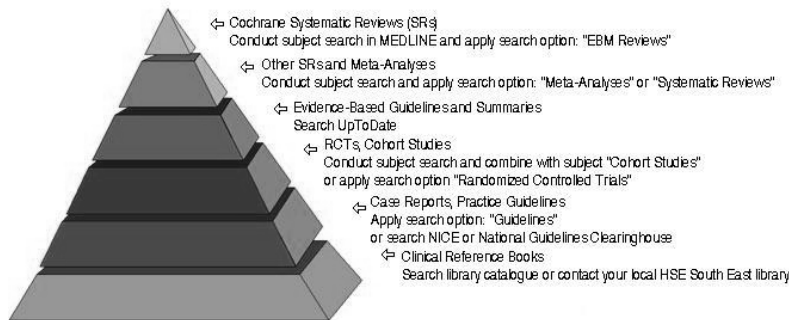 Cochrane Systematic Reviews (SRs)
Conduct subject search in MEDLINE and apply search option: "EBM Reviews"
Other SRs and Meta-Analyses
Conduct subject search and apply search option: "Meta-Analyses" or "Systematic Reviews"
Evidence-Based Guidelines and Summaries
Search UpToDate
RCTs, Cohort Studies
Conduct subject search and combine with subject "Cohort Studies"
or apply search option "Randomized Controlled Trials"
Case Reports, Practice Guidelines
Apply search option: "Guidelines"
or search NICE or National Guidelines Clearinghouse
Clinical Reference Books
Search library catalogue or contact your local HSE South East library